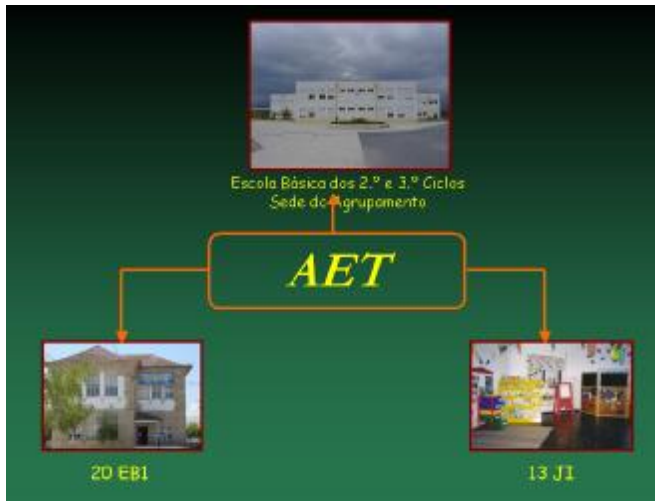 Escola Básica dos 2.º e 3.º Ciclos
Sede do Agrupamento
AET
20 EB1
13 JI